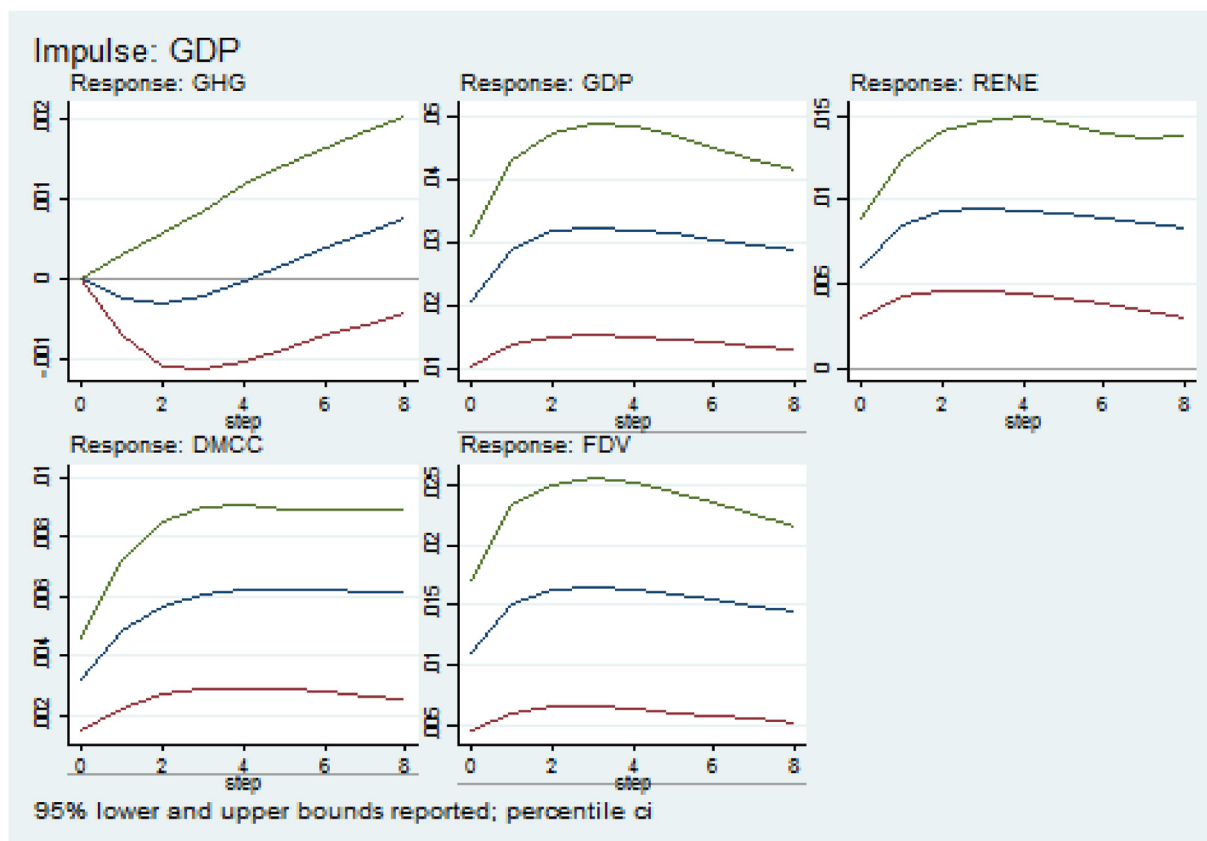 Impulse: GDP
Response: GHG
Response: GDP
Response: RENE
.002
.001
0
-.001
.05
.04
.03
.02
.01
.015
.01
.005
0
0 2 4 6 8
step
0 2 4 6 8
step
0 2 4 6 8
step
Response: DMCC
Response: FDV
.01
.008
.006
.004
.002
.025
.02
.015
.01
.005
0 2 4 6 8
step
0 2 4 6 8
step
95% lower and upper bounds reported; percentile ci